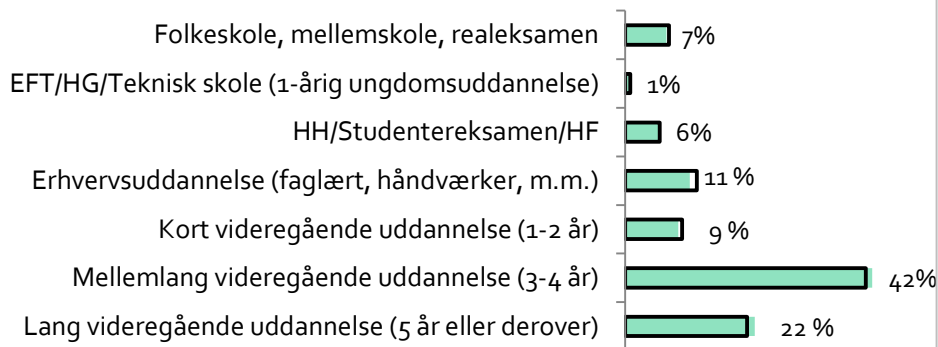 Folkeskole, mellemskole, realeksamen 7%
EFT/HG/Teknisk skole (1-årig ungdomsuddannelse) 1%
HH/Studentereksamen/HF 6%
Erhvervsuddannelse (faglært, håndværker, m.m.) 11 %
Kort videregående uddannelse (1-2 år) 9 %
Mellemlang videregående uddannelse (3-4 år) 42%
Lang videregående uddannelse (5 år eller derover) 22 %